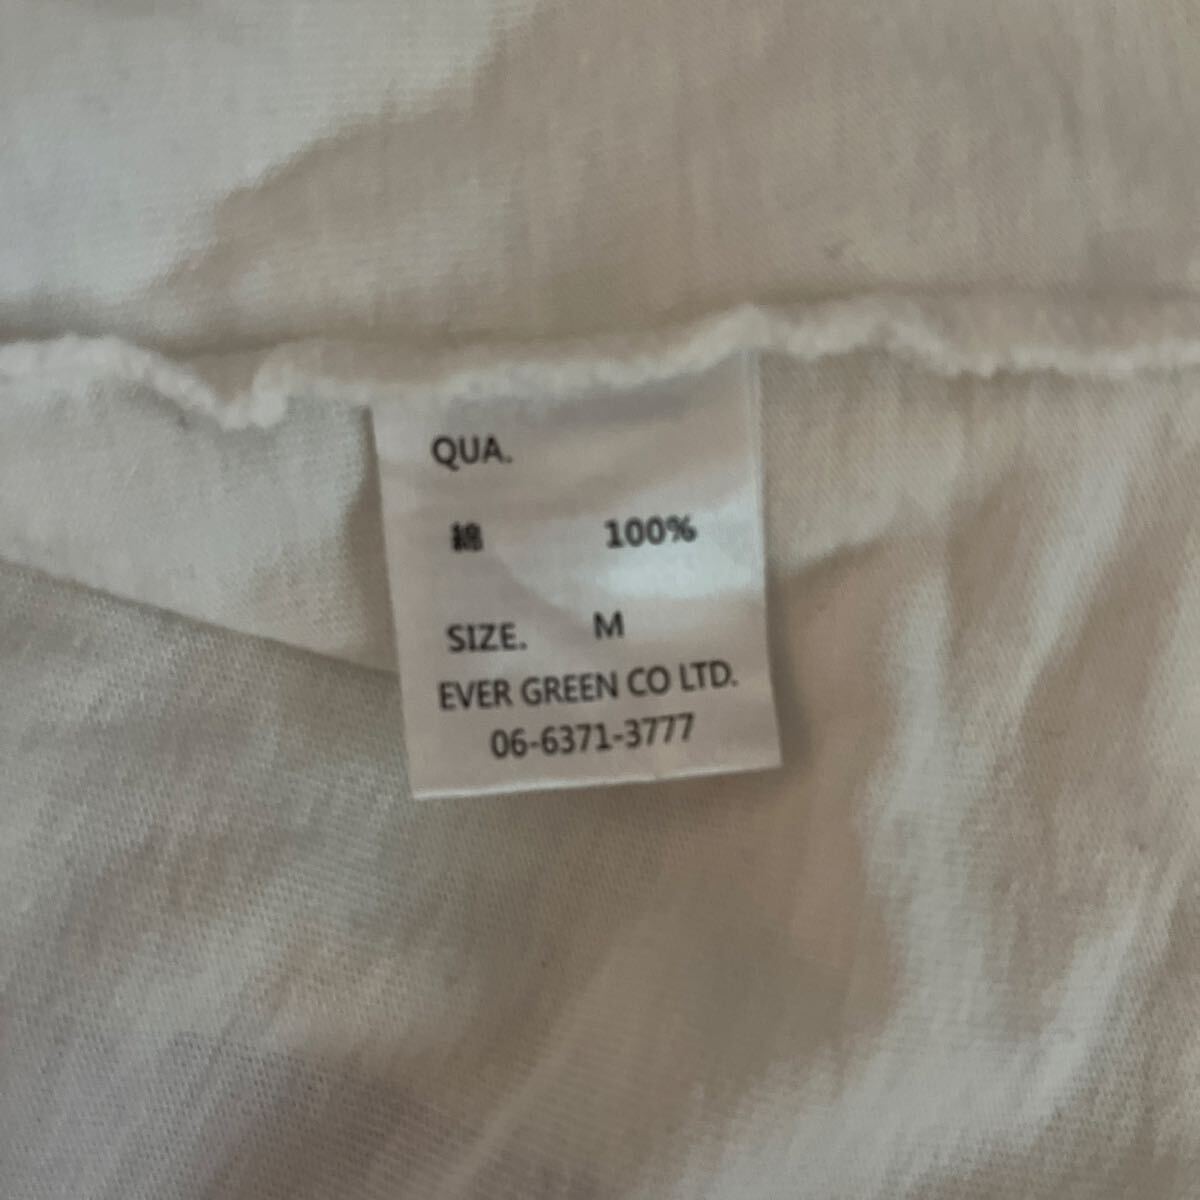 QUA.
綿 100%
SIZE. M
EVER GREEN CO LTD.
06-6371-3777